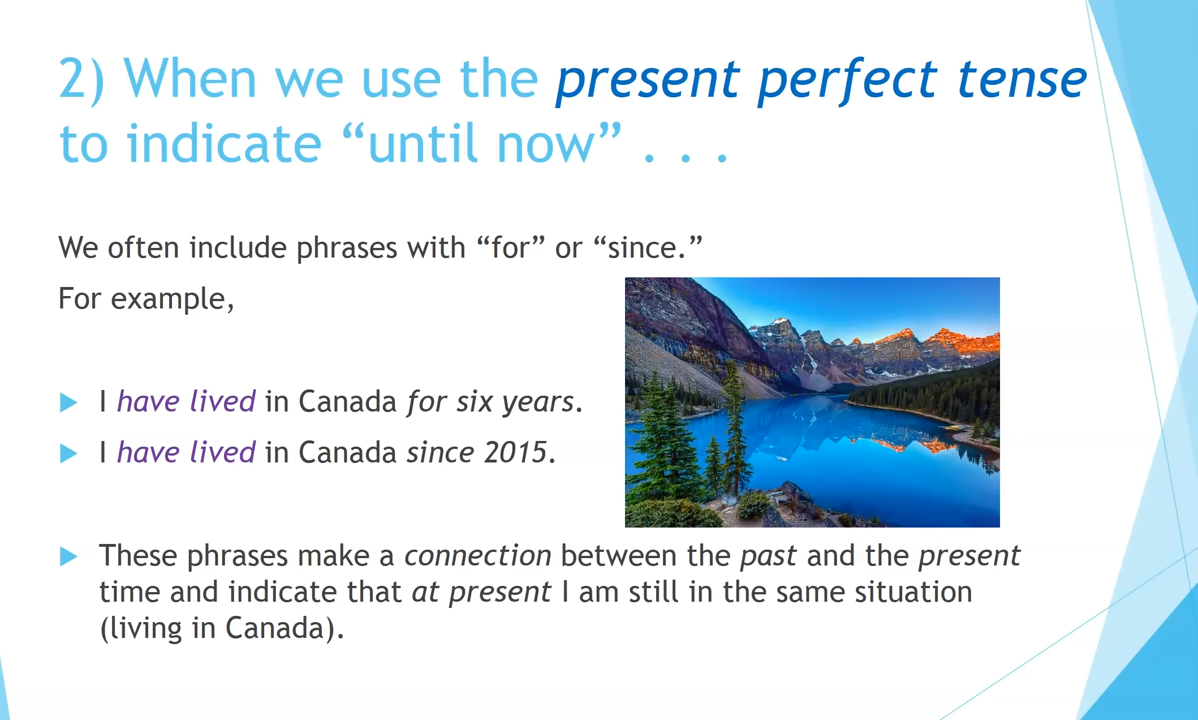 2) When we use the present perfect tense
to indicate “until now” . . .
We often include phrases with “for” or “since.”
For example,
I have lived in Canada for six years.
I have lived in Canada since 2015.
These phrases make a connection between the past and the present
time and indicate that at present I am still in the same situation
(living in Canada).